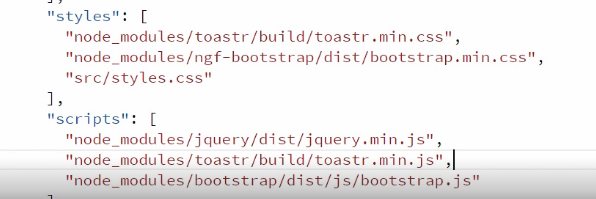 ],
"styles": [
"node_modules/toastr/build/toastr.min.css",
"node_modules/ngf-bootstrap/dist/bootstrap.min.css",
"src/styles.css"
],
"scripts": [
"node_modules/jquery/dist/jquery.min.js",
"node_modules/toastr/build/toastr.min.js",
"node_modules/bootstrap/dist/js/bootstrap.js"
]